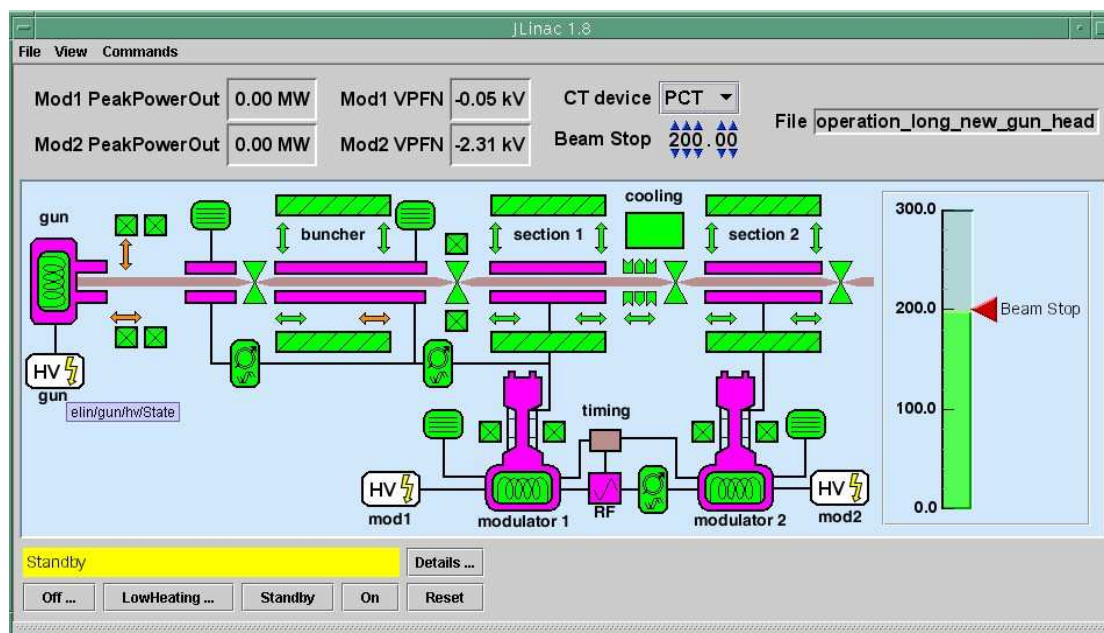 JLinac 1.8
File View Commands
Mod1 PeakPowerOut 0.00 MW Mod1 VPFN -0.05 kV CT device PCT
Mod2 PeakPowerOut 0.00 MW Mod2 VPFN -2.31 kV Beam Stop 200.00
File operation_long_new_gun_head
gun
buncher
section 1
cooling
section 2
300.0
200.0
100.0
0.0
Beam Stop
HV
gun
elin/gun/hv/State
timing
HV
mod1
modulator 1
RF
modulator 2
HV
mod2
Standby
Details ...
Off ... LowHeating ... Standby On Reset